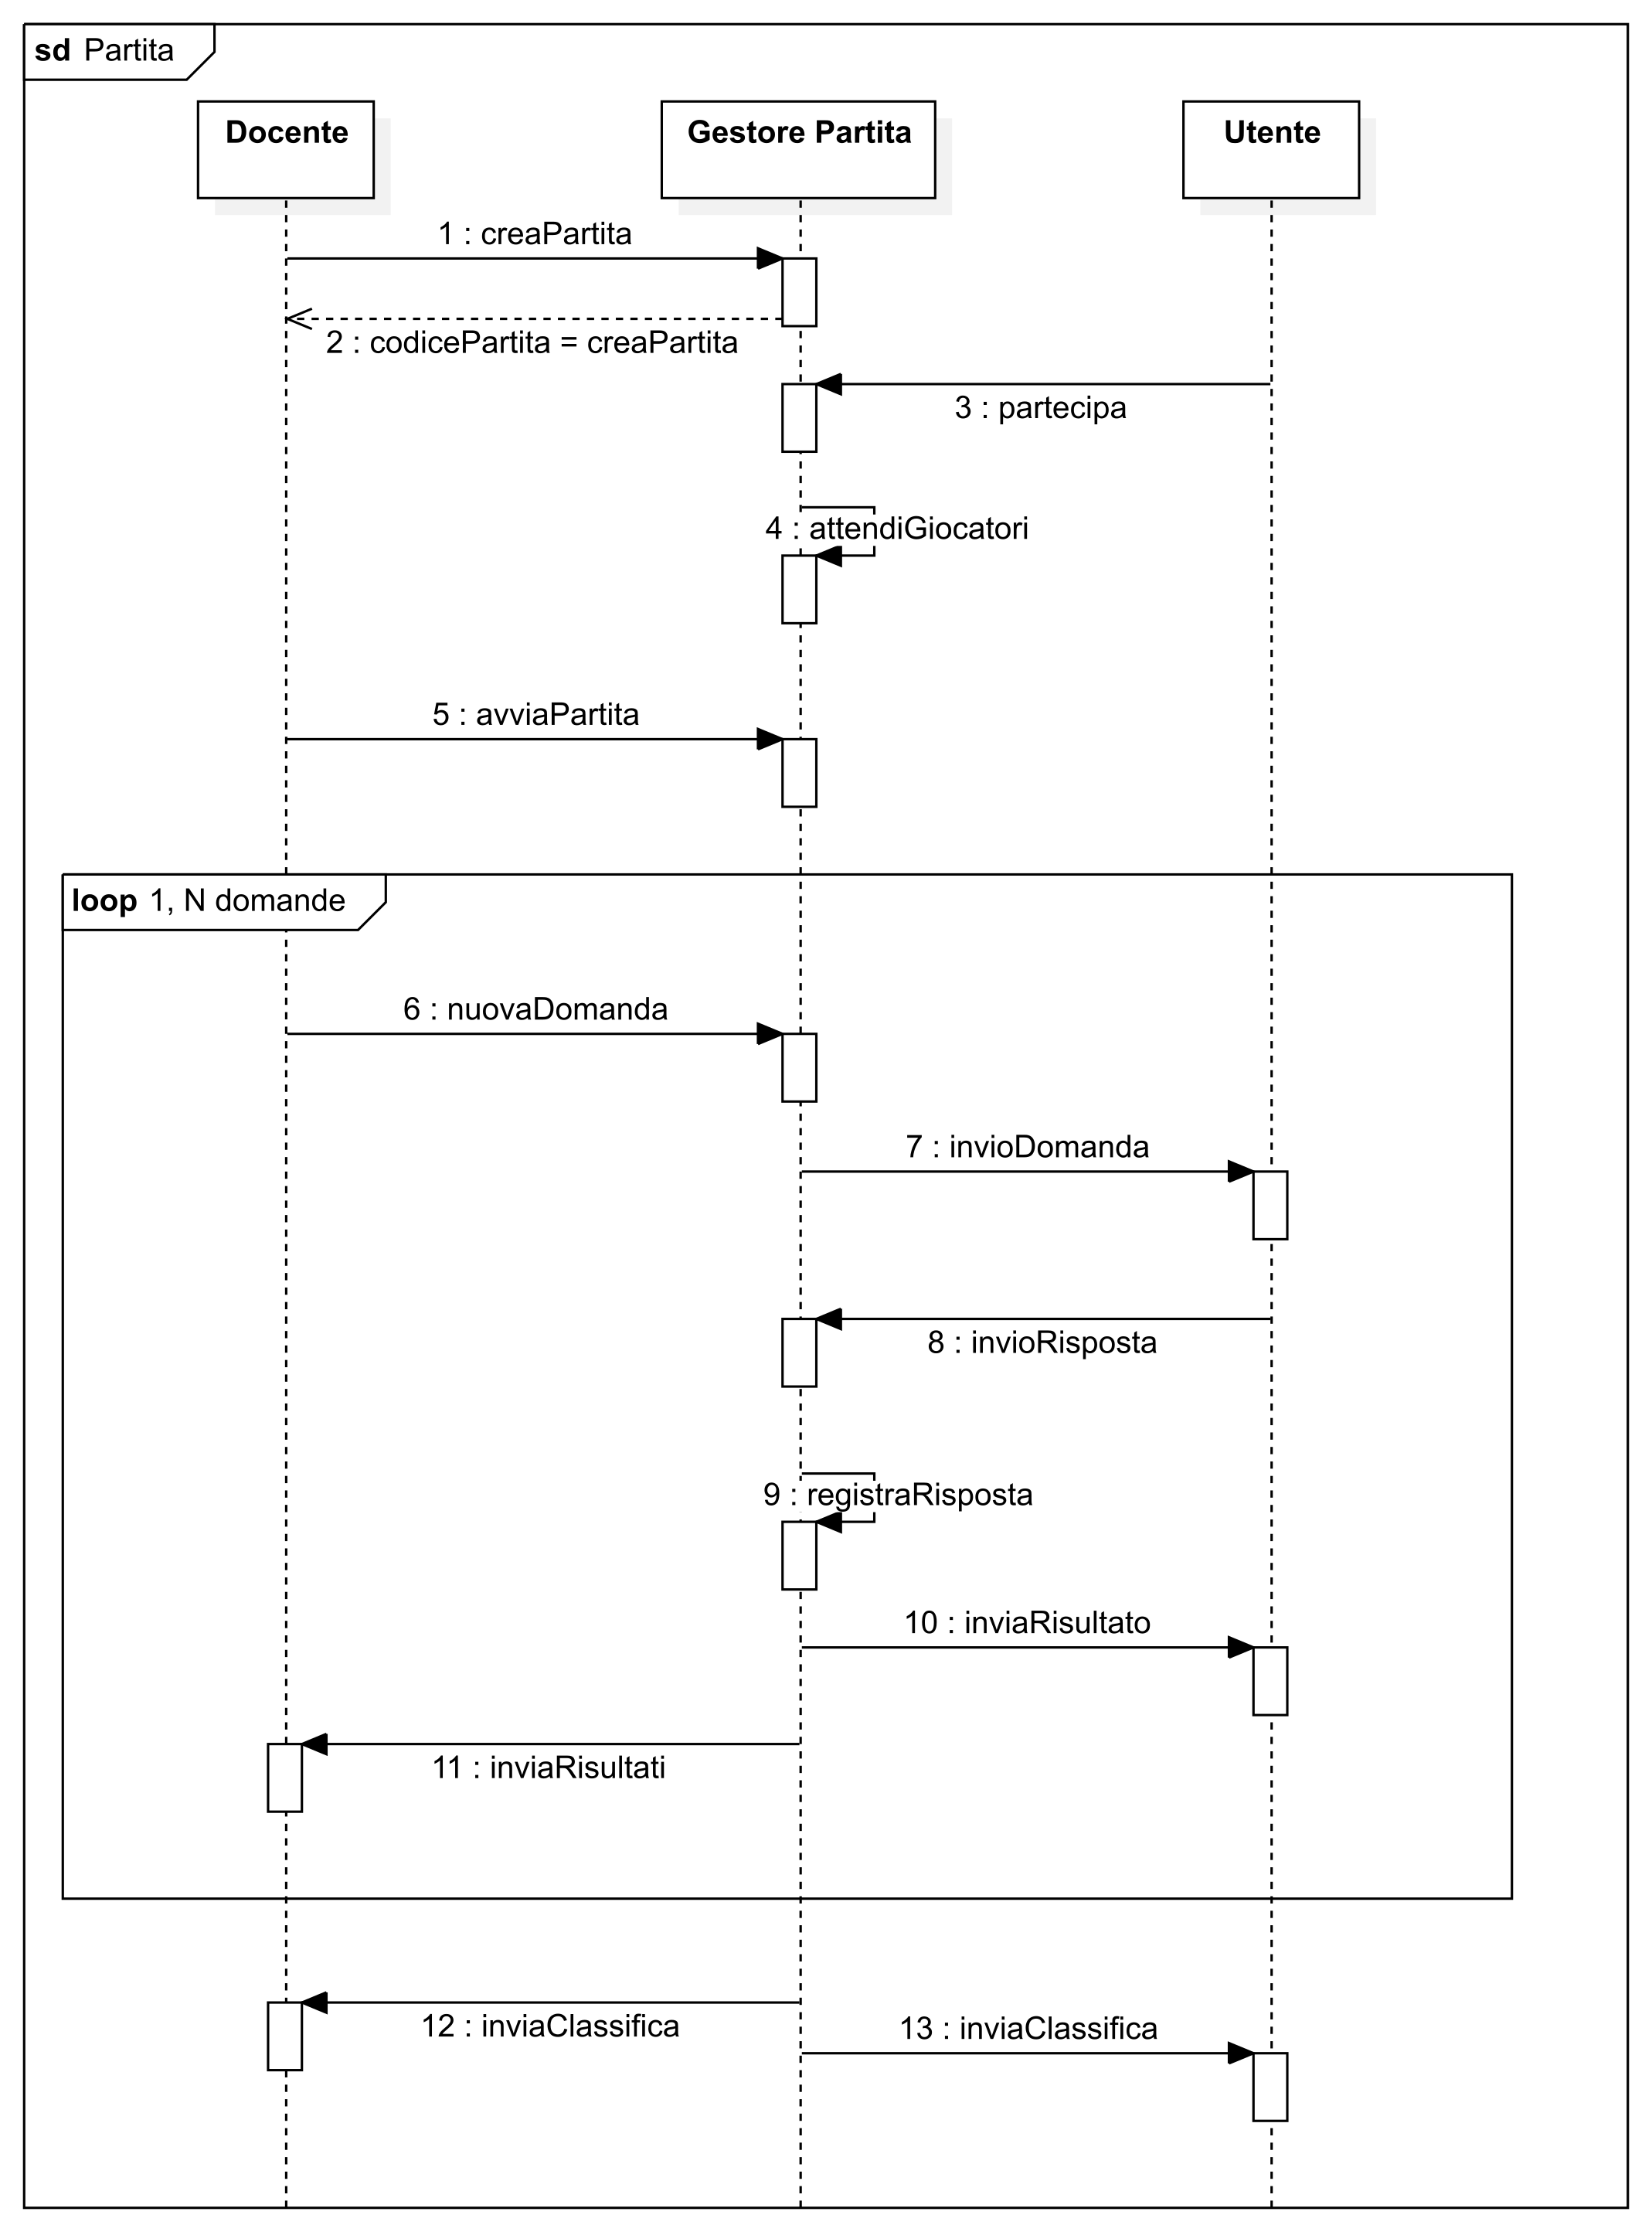 sd Partita
Docente
Gestore Partita
Utente
1 : creaPartita
2 : codicePartita = creaPartita
3 : partecipa
4 : attendiGiocatori
5 : avviaPartita
loop 1, N domande
6 : nuovaDomanda
7 : invioDomanda
8 : invioRisposta
9 : registraRisposta
10 : inviaRisultato
11 : inviaRisultati
12 : inviaClassifica
13 : inviaClassifica